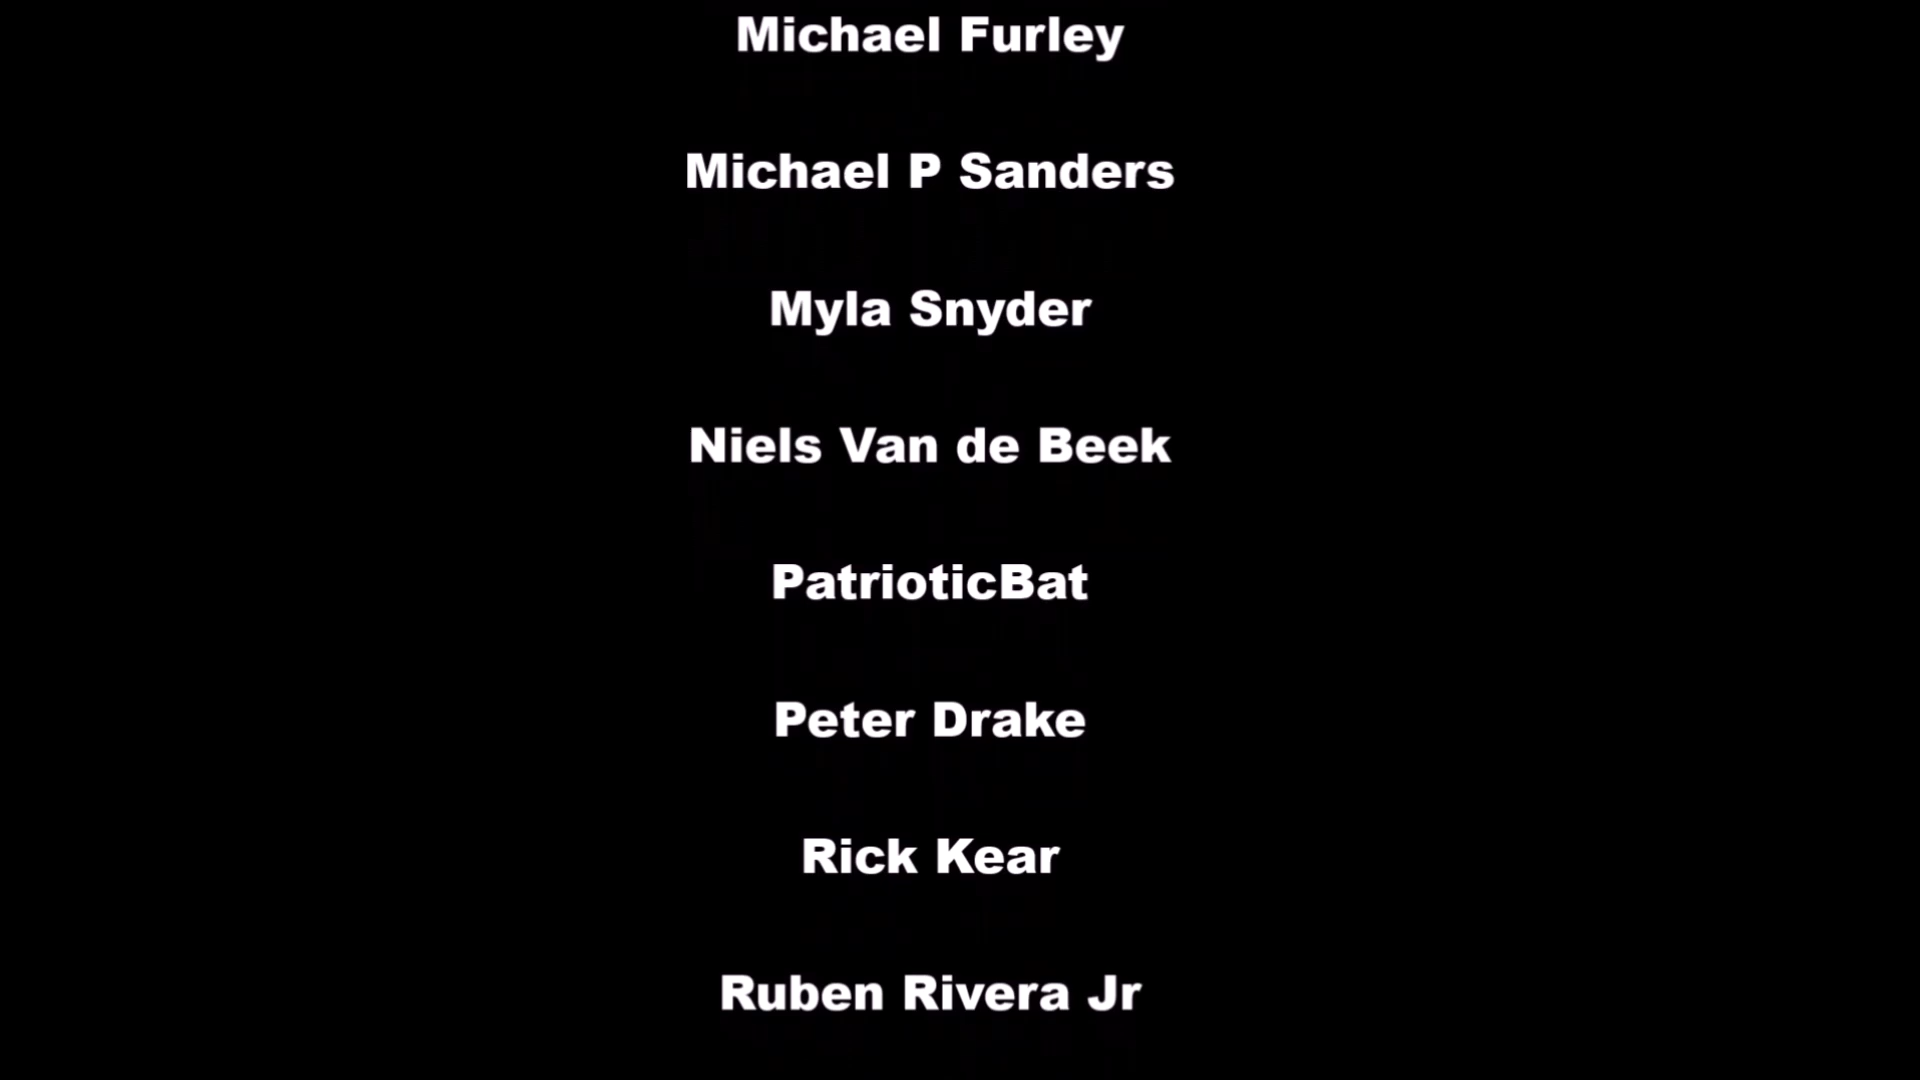 Michael Furley
Michael P Sanders
Myla Snyder
Niels Van de Beek
PatrioticBat
Peter Drake
Rick Kear
Ruben Rivera Jr